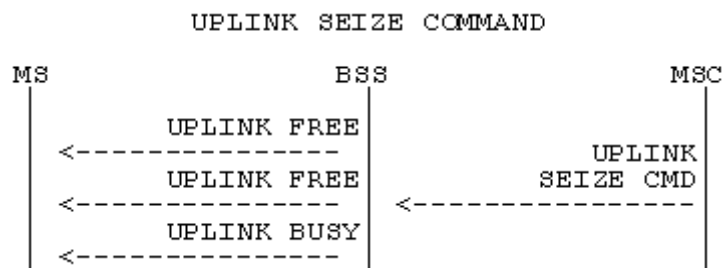 UPLINK SEIZE COMMAND
MS BSS MSC
UPLINK FREE
UPLINK
UPLINK FREE SEIZE CMD
UPLINK BUSY